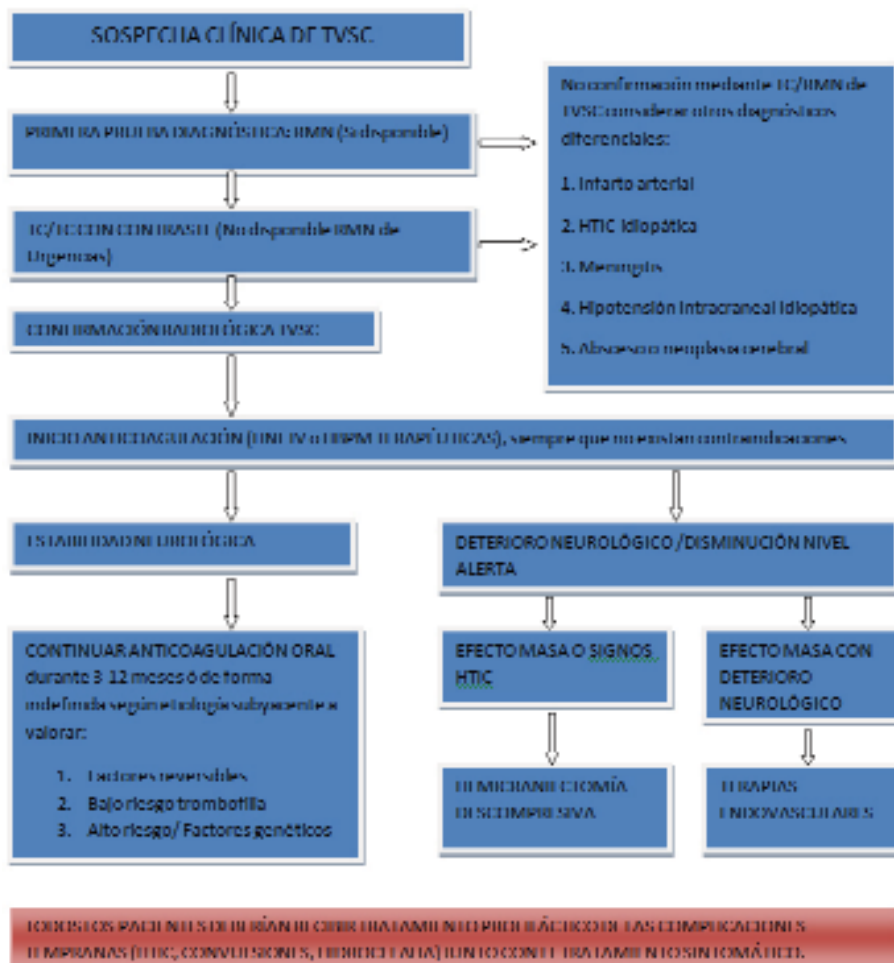 SOSPECHA CLÍNICA DE TVSC
PRIMERA PRUEBA DIAGNÓSTICA: RMN (Si disponible)
TC/TC CON CONTRASTE (No disponible RMN de
Urgencias)
CONFIRMACIÓN RADIOLÓGICA TVSC
No confirmación mediante TC/RMN de
TVSC considerar otros diagnósticos
diferenciales:
1. Infarto arterial
2. HTIC Idiopática
3. Meningitis
4. Hipotensión Intracraneal Idiopática
5. Absceso o neoplasia cerebral
INICIO ANTICOAGULACIÓN (HNF IV o HBPM TERAPÉUTICAS), siempre que no existan contraindicaciones
ESTABILIDAD NEUROLÓGICA
DETERIORO NEUROLÓGICO /DISMINUCIÓN NIVEL
ALERTA
CONTINUAR ANTICOAGULACIÓN ORAL
durante 3-12 meses ó de forma
indefinida según etiología subyacente a
valorar:
1. Factores reversibles
2. Bajo riesgo trombofilia
3. Alto riesgo/ Factores genéticos
EFECTO MASA O SIGNOS
HTIC
EFECTO MASA CON
DETERIORO
NEUROLÓGICO
HEMICRANIECTOMÍA
DESCOMPRESIVA
TERAPIAS
ENDOVASCULARES
TODOS LOS PACIENTES DEBERÍAN RECIBIR TRATAMIENTO PROFILÁCTICO DE LAS COMPLICACIONES
TEMPRANAS (HTIC, CONVULSIONES, HIDROCEFALIA) JUNTO CON EL TRATAMIENTO SINTOMÁTICO.